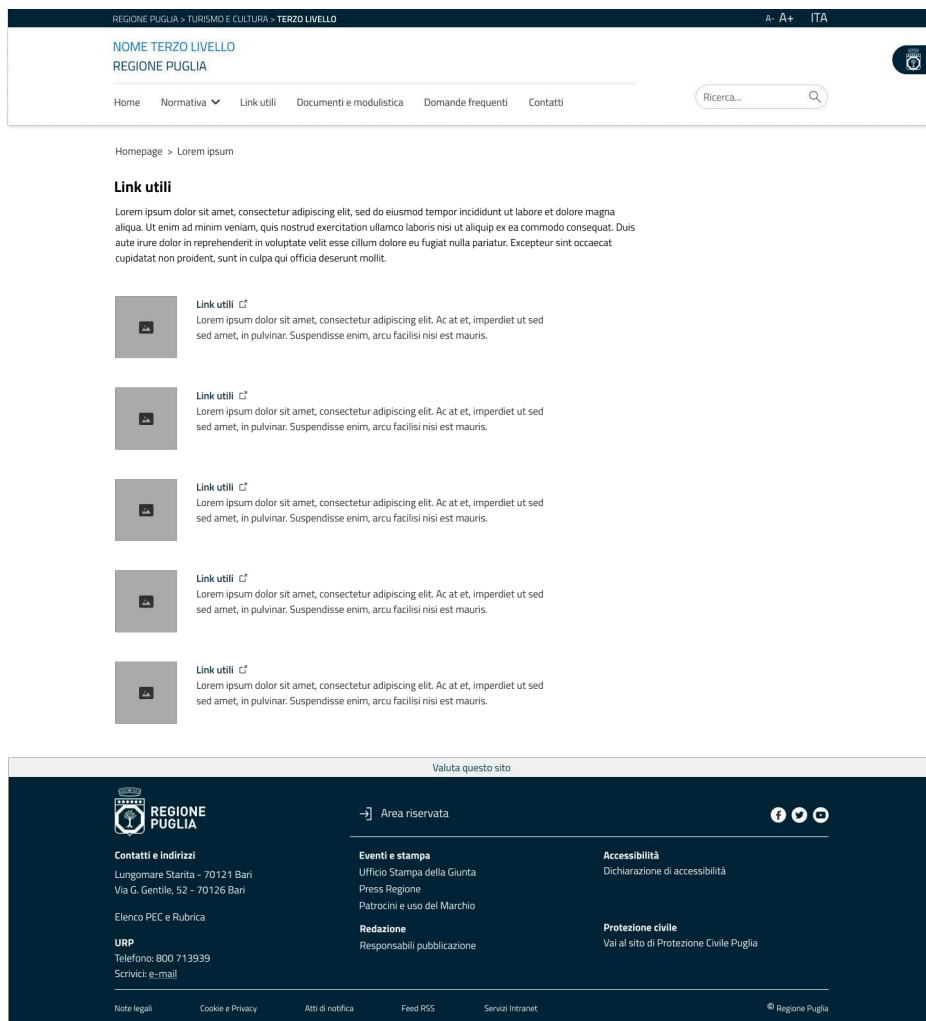 REGIONE PUGLIA > TURISMO E CULTURA > TERZO LIVELLO
A- A+ ITA
NOME TERZO LIVELLO
REGIONE PUGLIA
Home Normativa Link utili Documenti e modulistica Domande frequenti Contatti
Ricerca...
Homepage > Lorem ipsum
Link utili
Lorem ipsum dolor sit amet, consectetur adipiscing elit, sed do eiusmod tempor incididunt ut labore et dolore magna
aliqua. Ut enim ad minim veniam, quis nostrud exercitation ullamco laboris nisi ut aliquip ex ea commodo consequat. Duis
aute irure dolor in reprehenderit in voluptate velit esse cillum dolore eu fugiat nulla pariatur. Excepteur sint occaecat
cupidatat non proident, sunt in culpa qui officia deserunt mollit.
Link utili
Lorem ipsum dolor sit amet, consectetur adipiscing elit. Ac at et, imperdiet ut sed
sed amet, in pulvinar. Suspendisse enim, arcu facilisi nisi est mauris.
Link utili
Lorem ipsum dolor sit amet, consectetur adipiscing elit. Ac at et, imperdiet ut sed
sed amet, in pulvinar. Suspendisse enim, arcu facilisi nisi est mauris.
Link utili
Lorem ipsum dolor sit amet, consectetur adipiscing elit. Ac at et, imperdiet ut sed
sed amet, in pulvinar. Suspendisse enim, arcu facilisi nisi est mauris.
Link utili
Lorem ipsum dolor sit amet, consectetur adipiscing elit. Ac at et, imperdiet ut sed
sed amet, in pulvinar. Suspendisse enim, arcu facilisi nisi est mauris.
Link utili
Lorem ipsum dolor sit amet, consectetur adipiscing elit. Ac at et, imperdiet ut sed
sed amet, in pulvinar. Suspendisse enim, arcu facilisi nisi est mauris.
Valuta questo sito
REGIONE
PUGLIA
Area riservata
Contatti e indirizzi
Lungomare Starita - 70121 Bari
Via G. Gentile, 52 - 70126 Bari
Elenco PEC e Rubrica
URP
Telefono: 800 713939
Scrivici: e-mail
Eventi e stampa
Ufficio Stampa della Giunta
Press Regione
Patrocini e uso del Marchio
Redazione
Responsabili pubblicazione
Accessibilità
Dichiarazione di accessibilità
Protezione civile
Vai al sito di Protezione Civile Puglia
Note legali Cookie e Privacy Atti di notifica Feed RSS Servizi Intranet © Regione Puglia